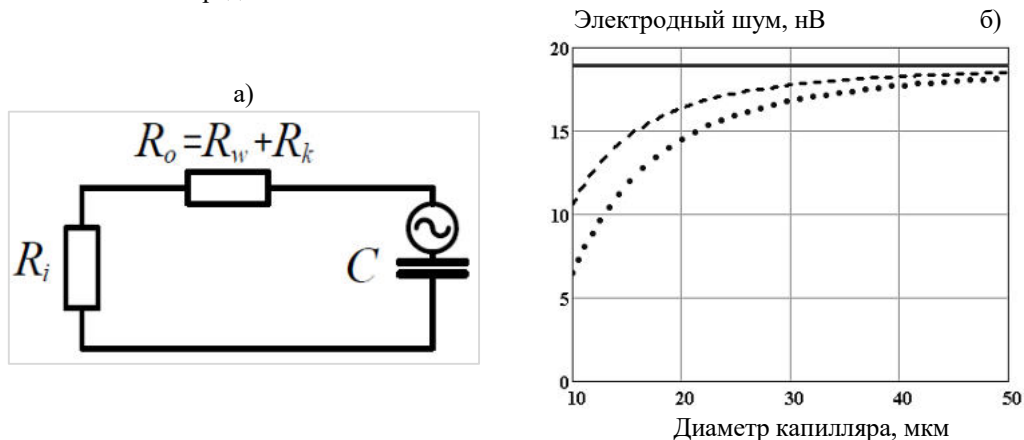 Электродный шум, нВ
б)
а)
Rₒ=R_w+R_k
R_i
C
20
15
10
5
0
10 20 30 40 50
Диаметр капилляра, мкм